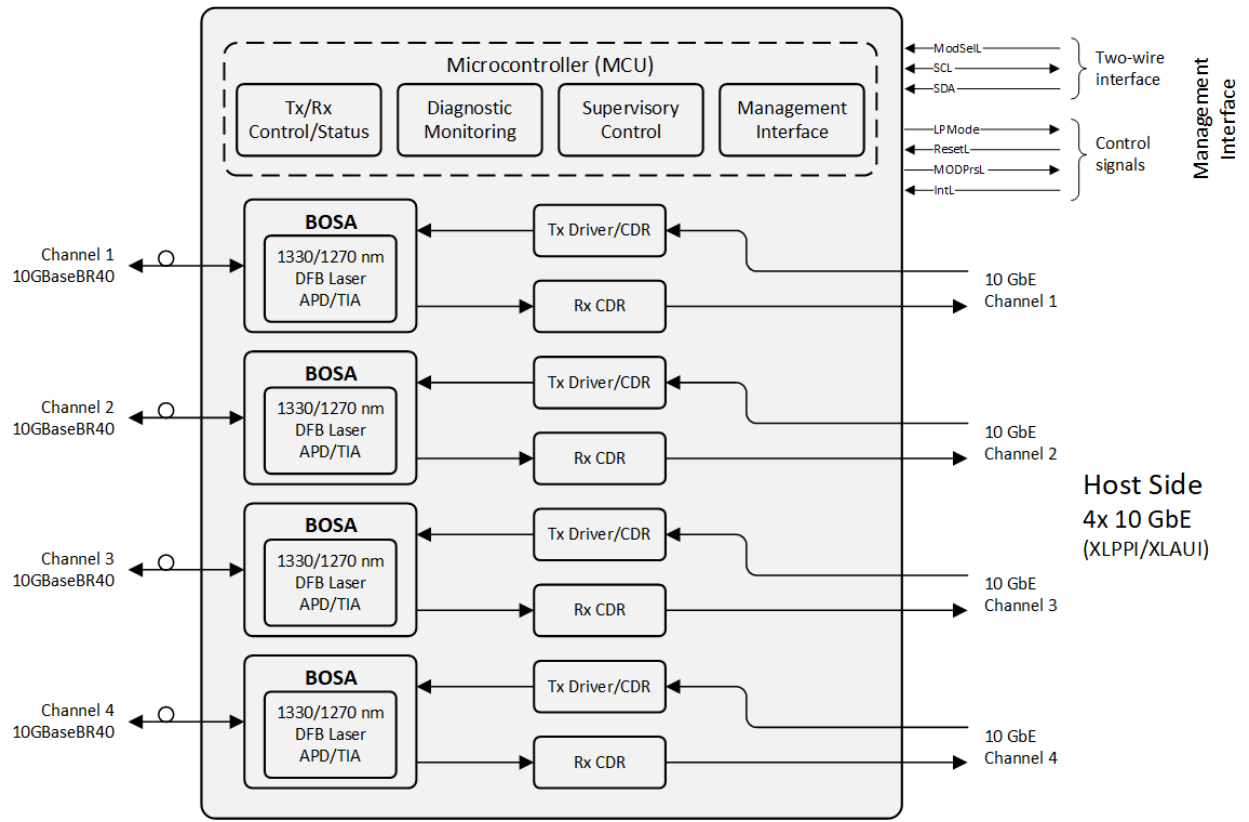 Microcontroller (MCU)
Tx/Rx
Control/Status
Diagnostic
Monitoring
Supervisory
Control
Management
Interface
ModSelL
SCL
SDA
Two-wire
interface
LPMode
ResetL
MODPrsL
IntL
Control
signals
Management
Interface
Channel 1
10GBaseBR40
BOSA
1330/1270 nm
DFB Laser
APD/TIA
Tx Driver/CDR
Rx CDR
10 GbE
Channel 1
Channel 2
10GBaseBR40
BOSA
1330/1270 nm
DFB Laser
APD/TIA
Tx Driver/CDR
Rx CDR
10 GbE
Channel 2
Host Side
4x 10 GbE
(XLPPI/XLAUI)
Channel 3
10GBaseBR40
BOSA
1330/1270 nm
DFB Laser
APD/TIA
Tx Driver/CDR
Rx CDR
10 GbE
Channel 3
Channel 4
10GBaseBR40
BOSA
1330/1270 nm
DFB Laser
APD/TIA
Tx Driver/CDR
Rx CDR
10 GbE
Channel 4